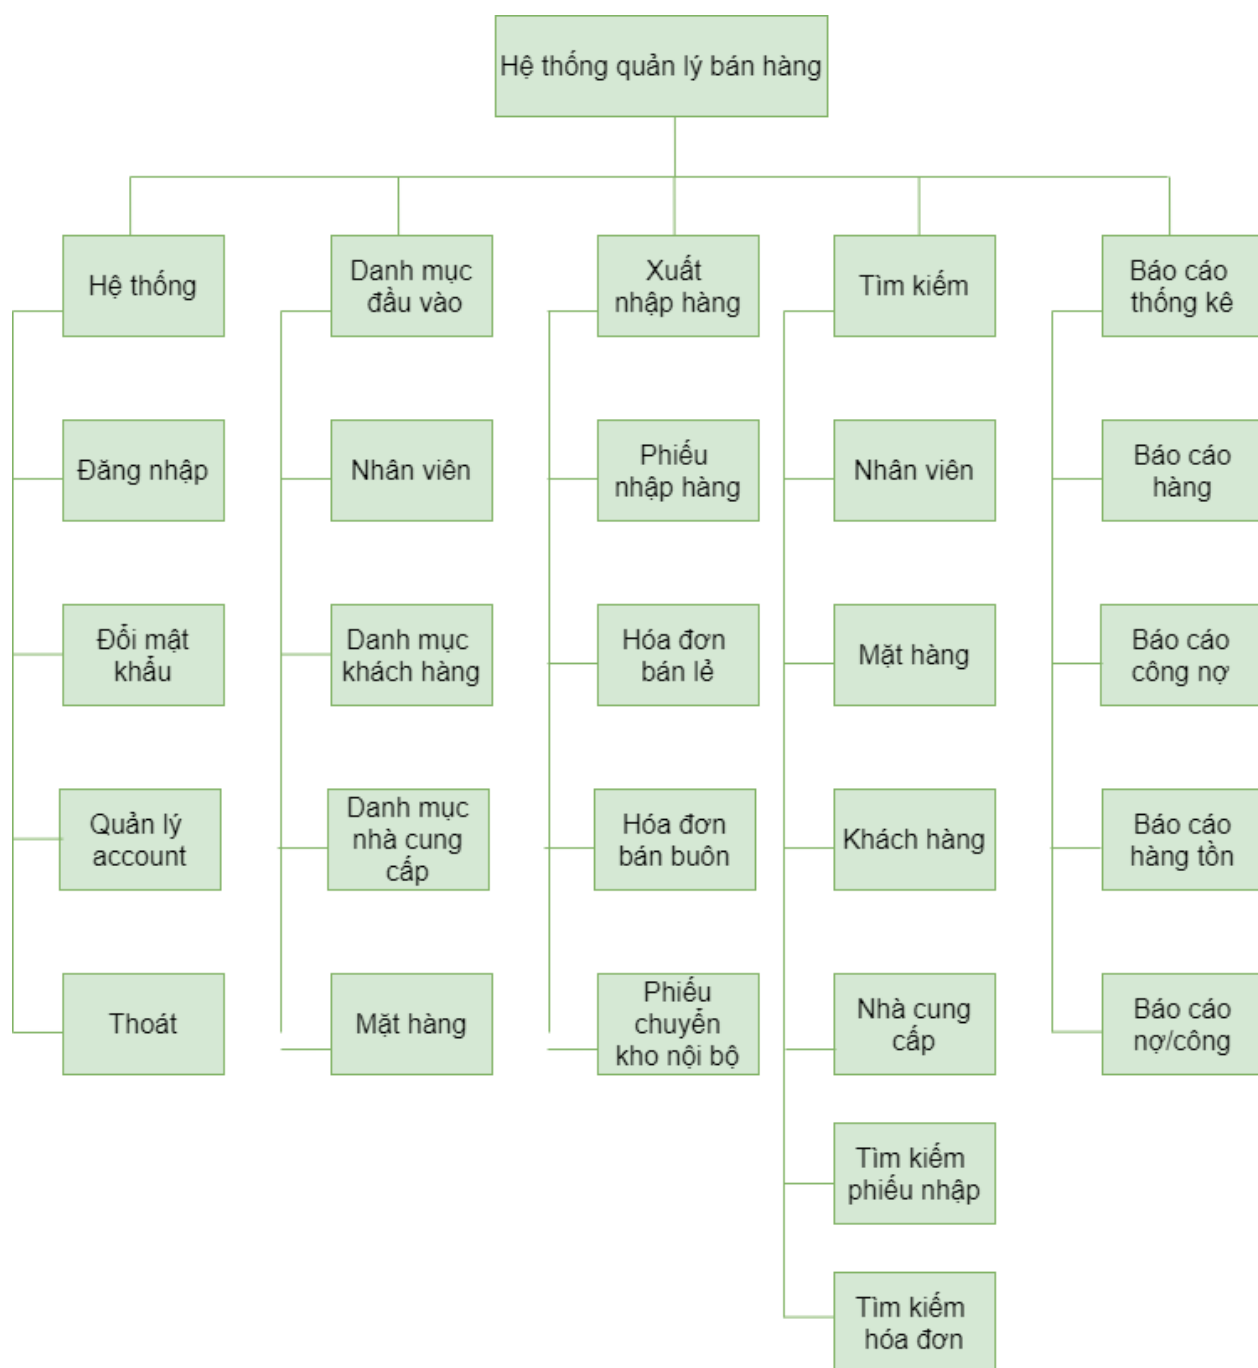 Hệ thống quản lý bán hàng
Hệ thống
Danh mục
đầu vào
Xuất
nhập hàng
Tìm kiếm
Báo cáo
thống kê
Đăng nhập
Nhân viên
Phiếu
nhập hàng
Nhân viên
Báo cáo
hàng
Đổi mật
khẩu
Danh mục
khách hàng
Hóa đơn
bán lẻ
Mặt hàng
Báo cáo
công nợ
Quản lý
account
Danh mục
nhà cung
cấp
Hóa đơn
bán buôn
Khách hàng
Báo cáo
hàng tồn
Thoát
Mặt hàng
Phiếu
chuyển
kho nội bộ
Nhà cung
cấp
Báo cáo
nợ/công
Tìm kiếm
phiếu nhập
Tìm kiếm
hóa đơn